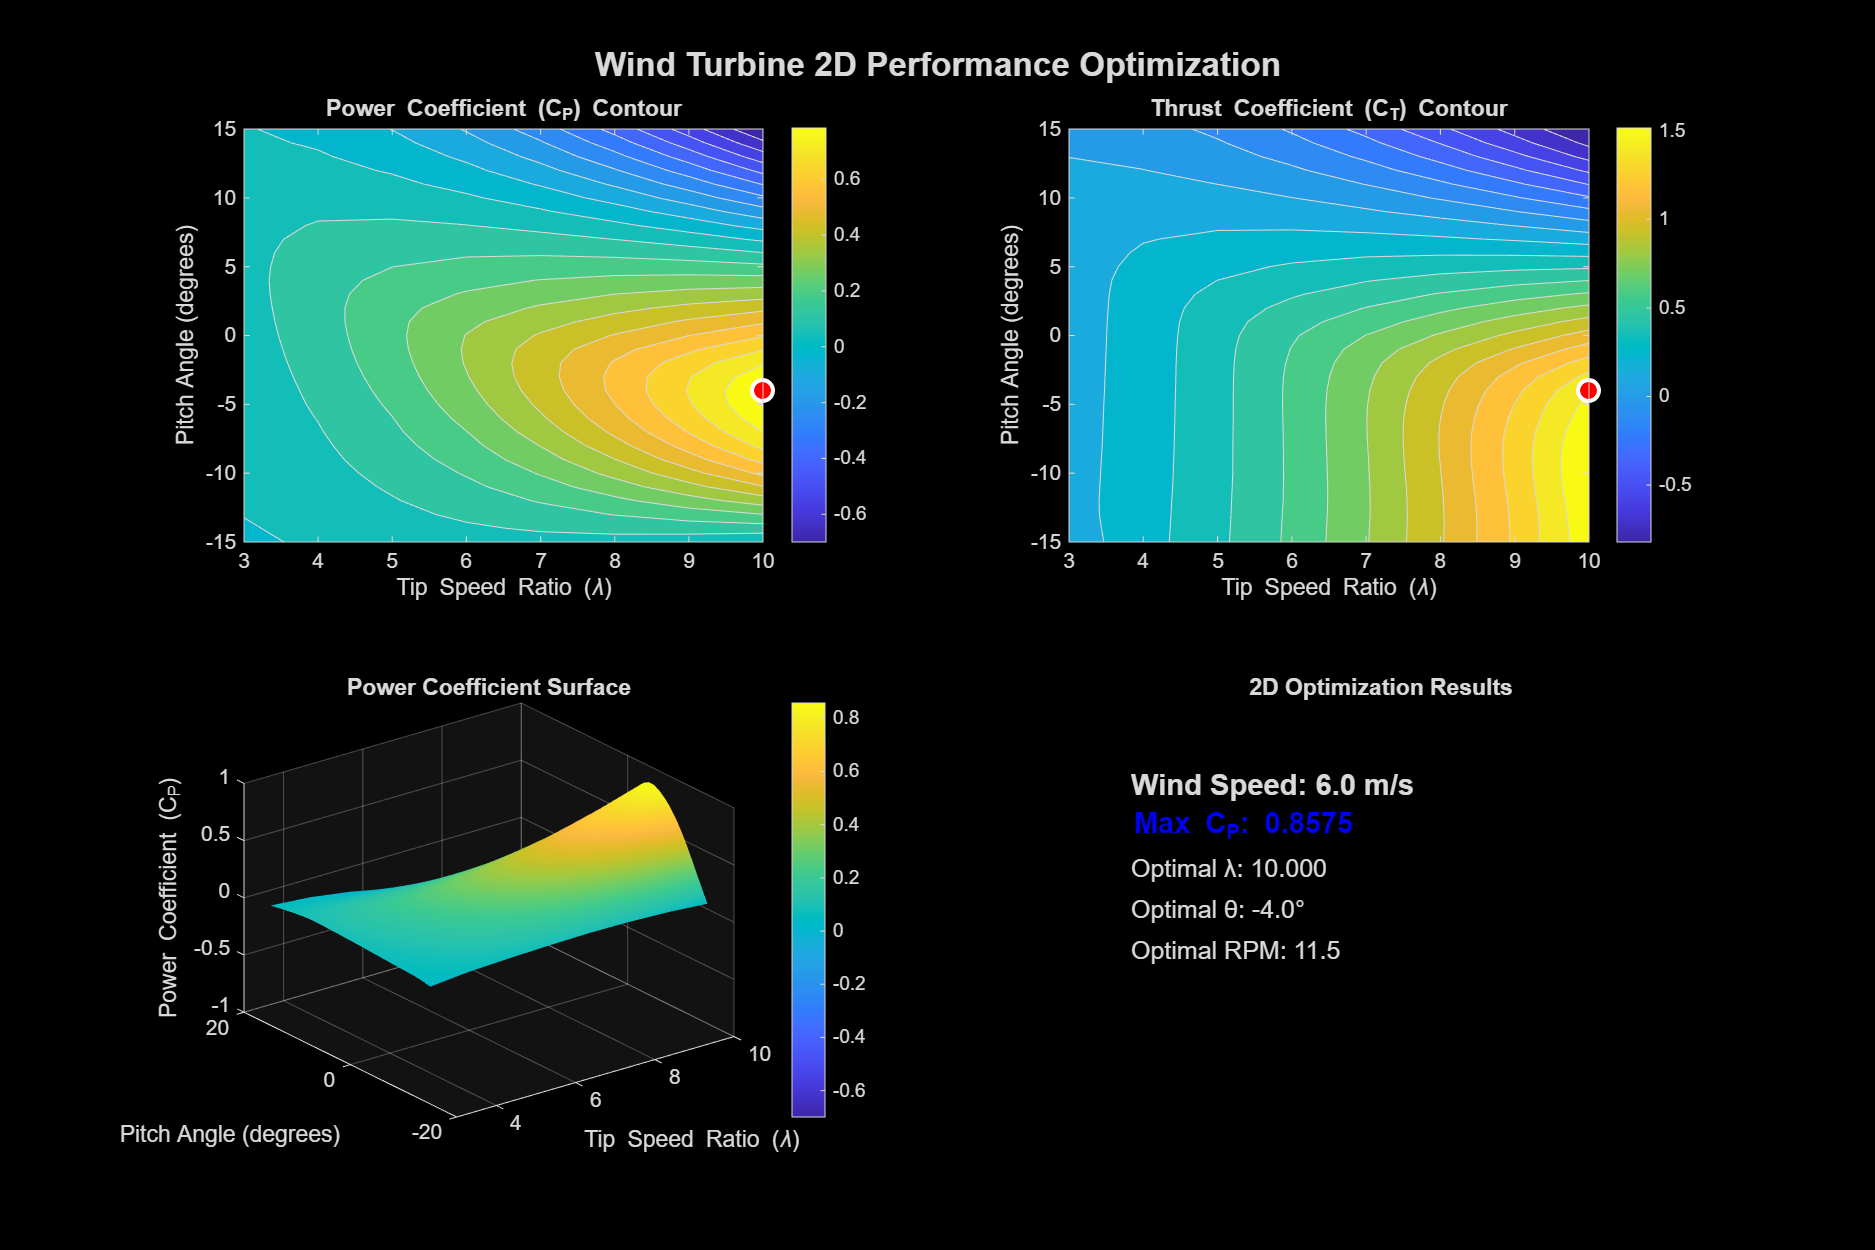 Wind Turbine 2D Performance Optimization
Power Coefficient (C_P) Contour
15
10
5
0
-5
-10
-15
3 4 5 6 7 8 9 10
Tip Speed Ratio (λ)
Pitch Angle (degrees)
0.6
0.4
0.2
0
-0.2
-0.4
-0.6
Thrust Coefficient (C_T) Contour
15
10
5
0
-5
-10
-15
3 4 5 6 7 8 9 10
Tip Speed Ratio (λ)
Pitch Angle (degrees)
1.5
1
0.5
0
-0.5
Power Coefficient Surface
Power Coefficient (C_P)
1
0.5
0
-0.5
-1
20
0
-20
Pitch Angle (degrees)
4
6
8
10
Tip Speed Ratio (λ)
0.8
0.6
0.4
0.2
0
-0.2
-0.4
-0.6
2D Optimization Results
Wind Speed: 6.0 m/s
Max C_P: 0.8575
Optimal λ: 10.000
Optimal θ: -4.0°
Optimal RPM: 11.5